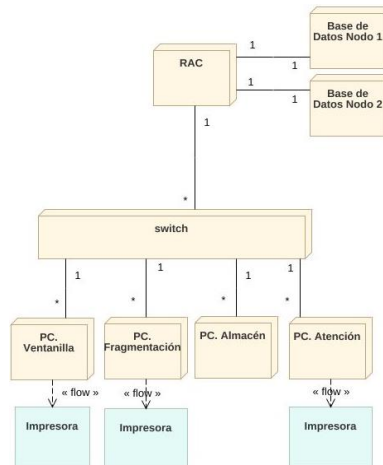 Base de
Datos Nodo 1
1
1
RAC
1
1
Base de
Datos Nodo 2
1
*
switch
1
1
1
1
*
*
*
*
PC.
Ventanilla
PC.
Fragmentación
PC. Almacén
PC. Atención
« flow »
« flow »
« flow »
Impresora
Impresora
Impresora